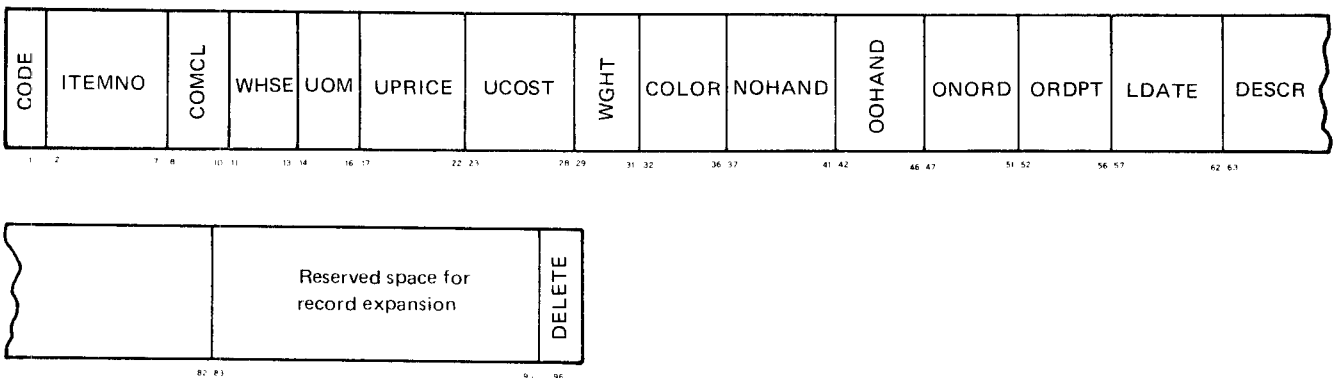 CODE ITEMNO COMCL WHSE UOM UPRICE UCOST WGHT COLOR NOHAND OOHAND ONORD ORDPT LDATE DESCR
1 2 7 8 10 11 13 14 16 17 22 23 28 29 31 32 36 37 41 42 46 47 51 52 56 57 62 63
Reserved space for
record expansion
DELETE
82 83 96